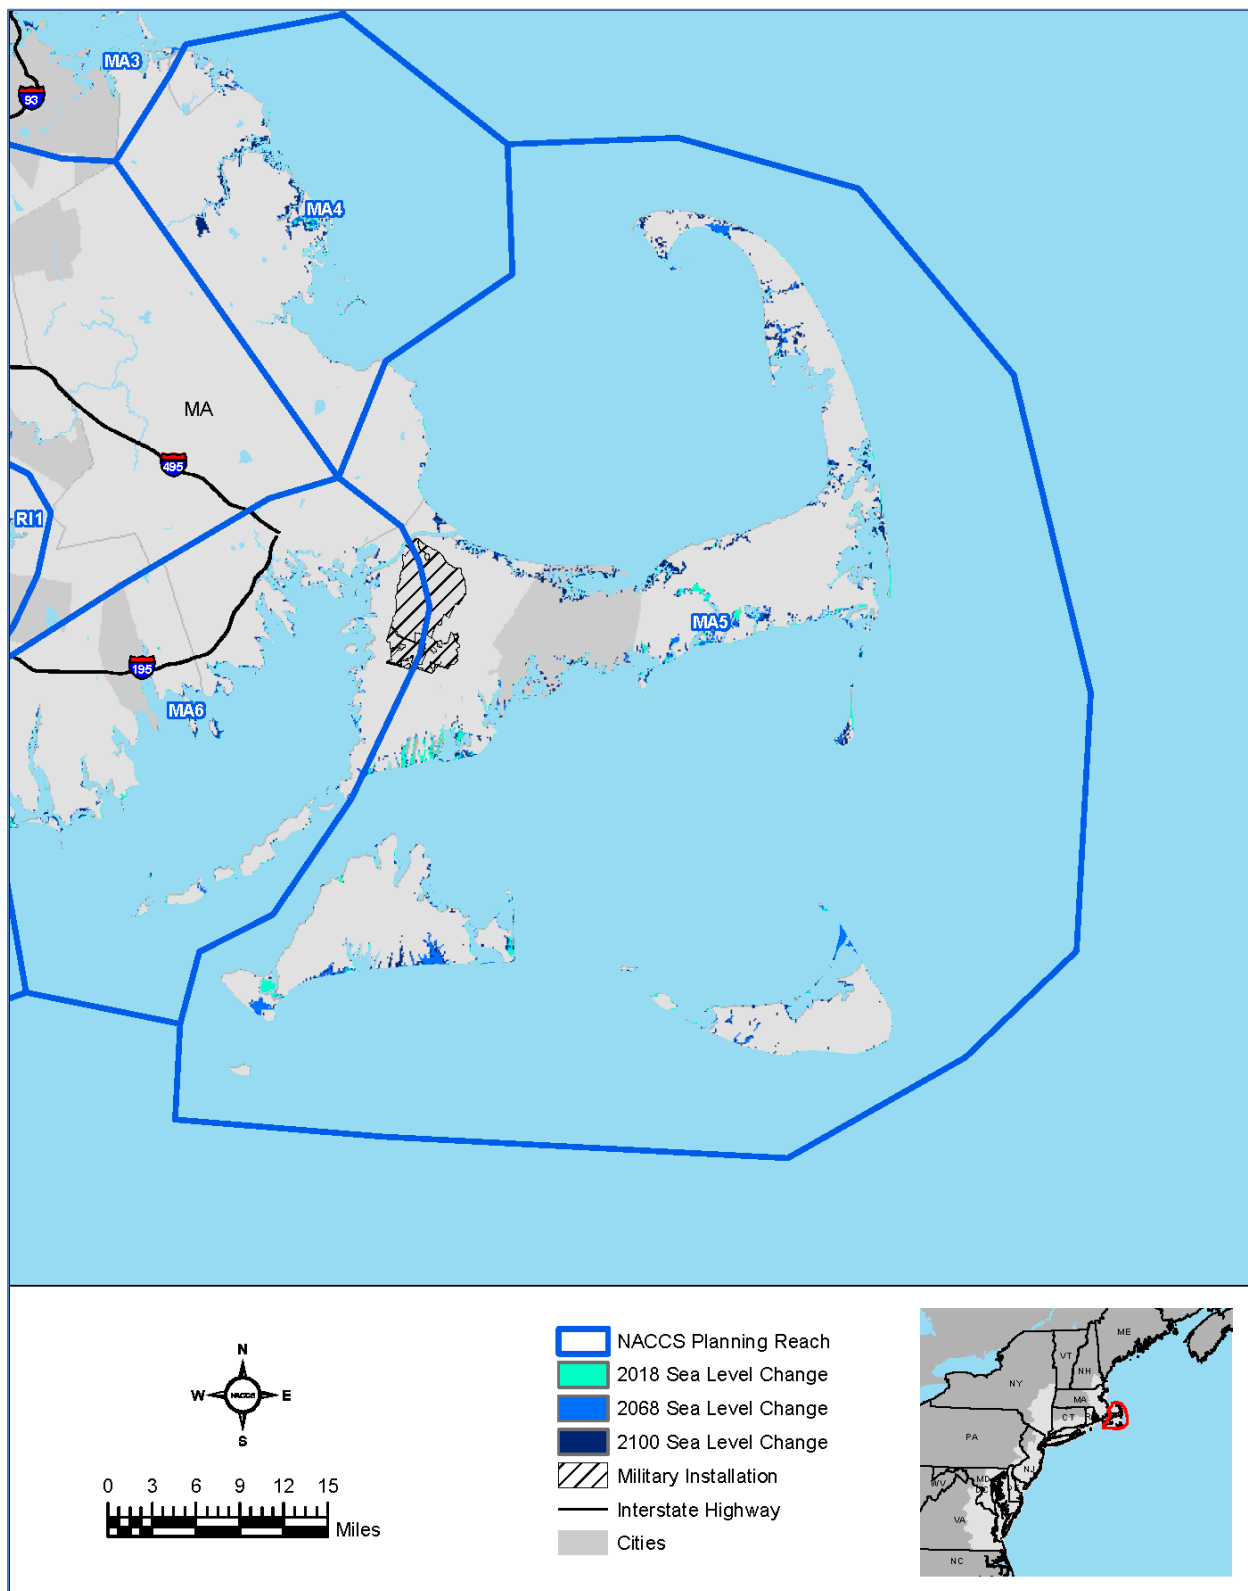 MA3
93
MA4
MA
495
RI1
MA5
195
MA6
N
W NACCS E
S
0 3 6 9 12 15
Miles
NACCS Planning Reach
2018 Sea Level Change
2068 Sea Level Change
2100 Sea Level Change
Military Installation
Interstate Highway
Cities
ME
VT
NH
NY
MA
CT
PA
NJ
MD
WV
VA
NC